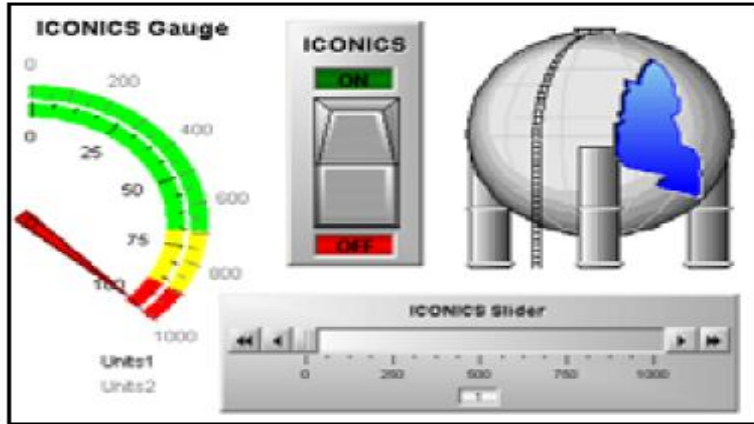 ICONICS Gauge
0
200
400
600
800
1000
0
25
50
75
100
Units1
Units2
ICONICS
ON
OFF
ICONICS Slider
0 250 500 750 1000
1